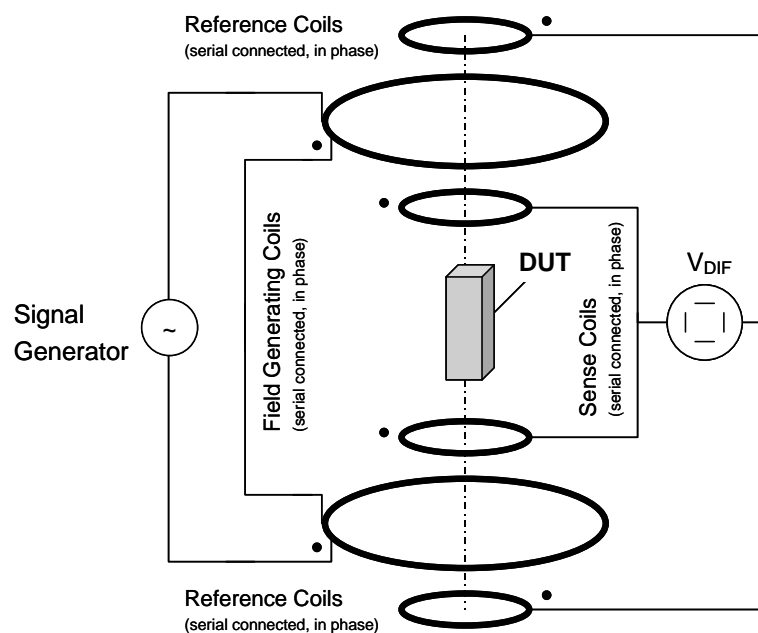 Reference Coils
(serial connected, in phase)
Field Generating Coils
(serial connected, in phase)
DUT
Sense Coils
(serial connected, in phase)
V_DIF
Signal
Generator
~
Reference Coils
(serial connected, in phase)